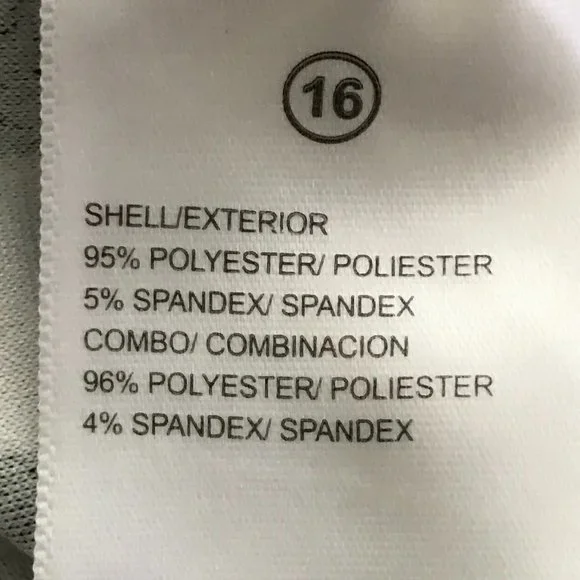 16
SHELL/EXTERIOR
95% POLYESTER/ POLIESTER
5% SPANDEX/ SPANDEX
COMBO/ COMBINACION
96% POLYESTER/ POLIESTER
4% SPANDEX/ SPANDEX